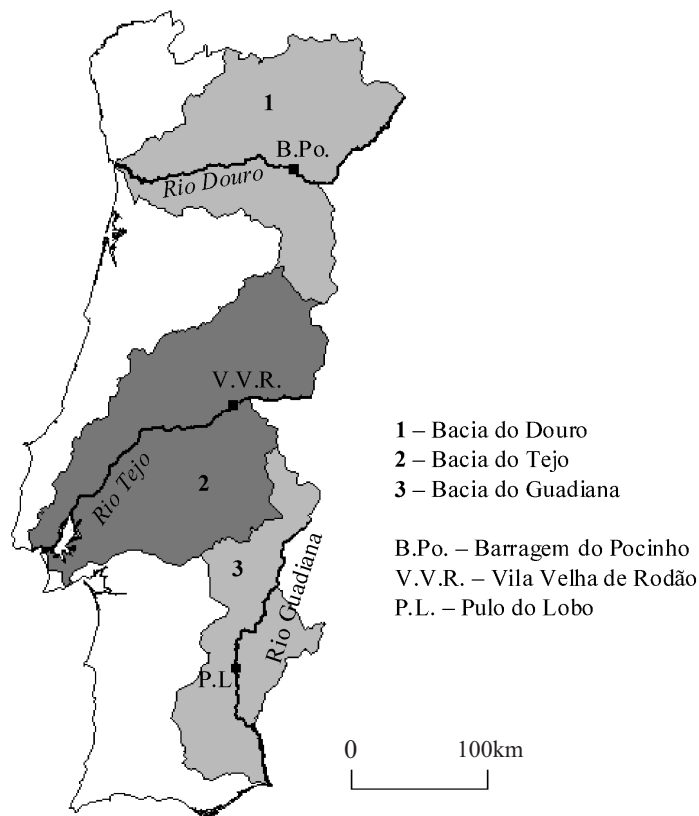 1
B.Po.
Rio Douro
V.V.R.
Rio Tejo
2
3
Rio Guadiana
P.L
1 – Bacia do Douro
2 – Bacia do Tejo
3 – Bacia do Guadiana
B.Po. – Barragem do Pocinho
V.V.R. – Vila Velha de Rodão
P.L. – Pulo do Lobo
0 100km